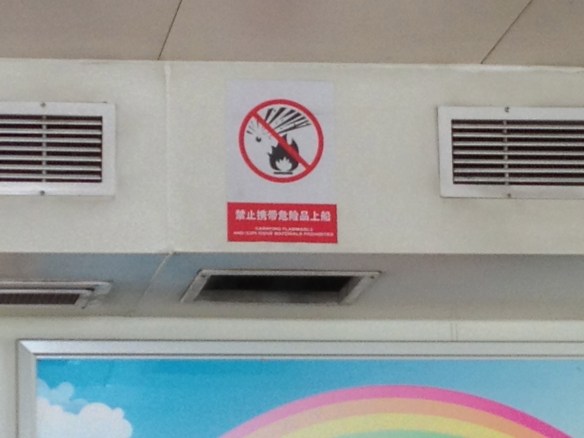 禁止携带危险品上船
CARRYING FLAMMABLE
AND EXPLOSIVE MATERIALS PROHIBITED